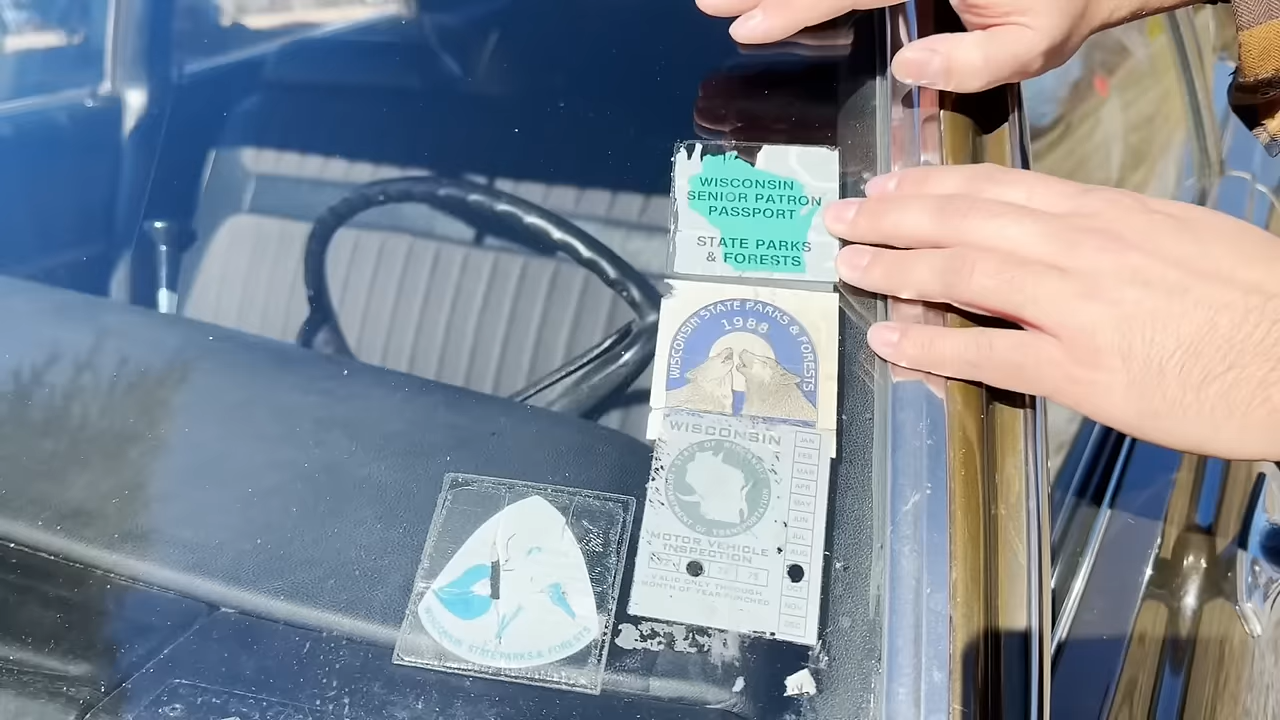 WISCONSIN
SENIOR PATRON
PASSPORT
STATE PARKS
& FORESTS
WISCONSIN STATE PARKS & FORESTS
1988
WISCONSIN
JAN
FEB
MAR
APR
MAY
JUN
JUL
AUG
OCT
NOV
DEC
MOTOR VEHICLE
INSPECTION
VALID ONLY THROUGH
MONTH OF YEAR PUNCHED
WISCONSIN STATE PARKS & FORESTS